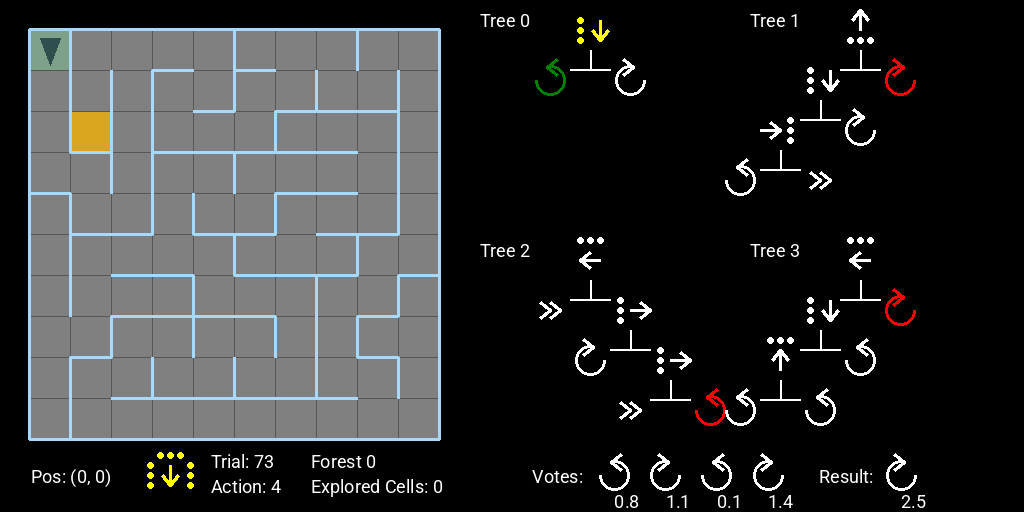 Tree 0
Tree 1
Tree 2
Tree 3
Pos: (0, 0)
Trial: 73
Forest 0
Action: 4
Explored Cells: 0
Votes:
0.8
1.1
0.1
1.4
Result:
2.5